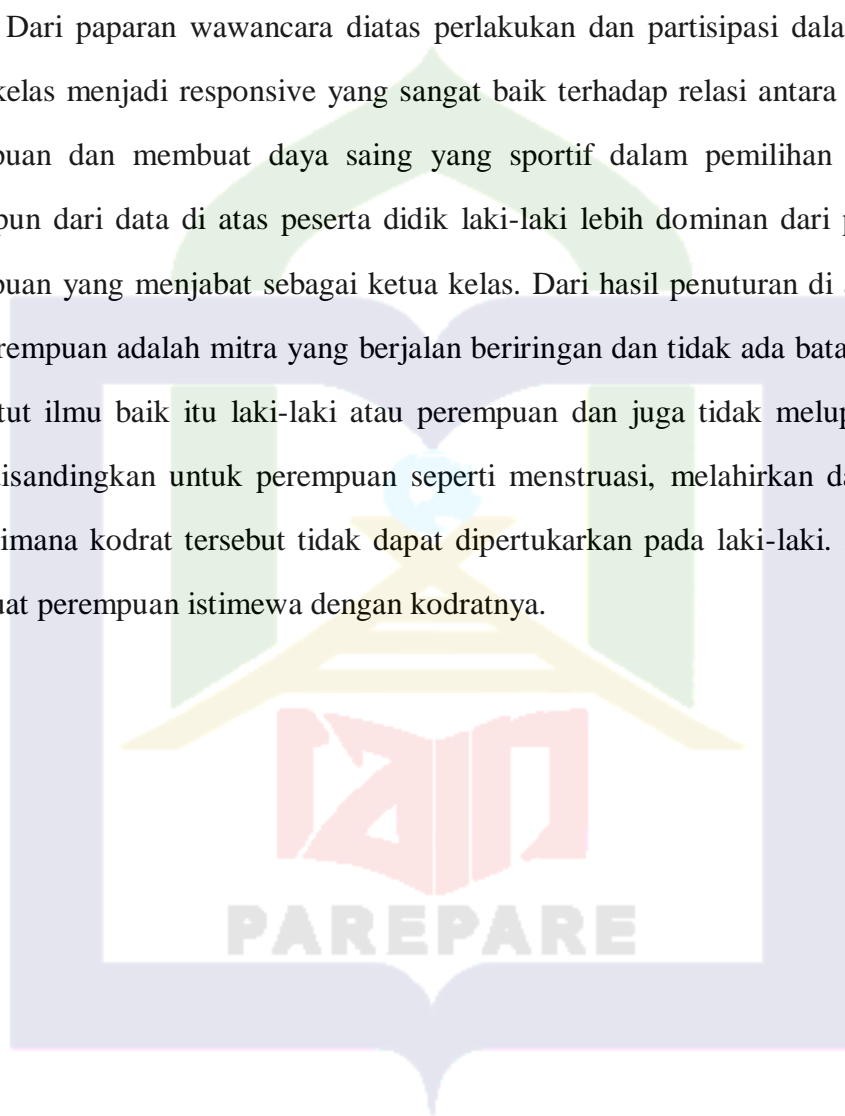 Dari paparan wawancara diatas perlakukan dan partisipasi dala
kelas menjadi responsive yang sangat baik terhadap relasi antara
puan dan membuat daya saing yang sportif dalam pemilihan
pun dari data di atas peserta didik laki-laki lebih dominan dari p
puan yang menjabat sebagai ketua kelas. Dari hasil penuturan di a
rempuan adalah mitra yang berjalan beriringan dan tidak ada bata
tut ilmu baik itu laki-laki atau perempuan dan juga tidak melup
disandingkan untuk perempuan seperti menstruasi, melahirkan da
imana kodrat tersebut tidak dapat dipertukarkan pada laki-laki.
uat perempuan istimewa dengan kodratnya.
iain
PAREPARE